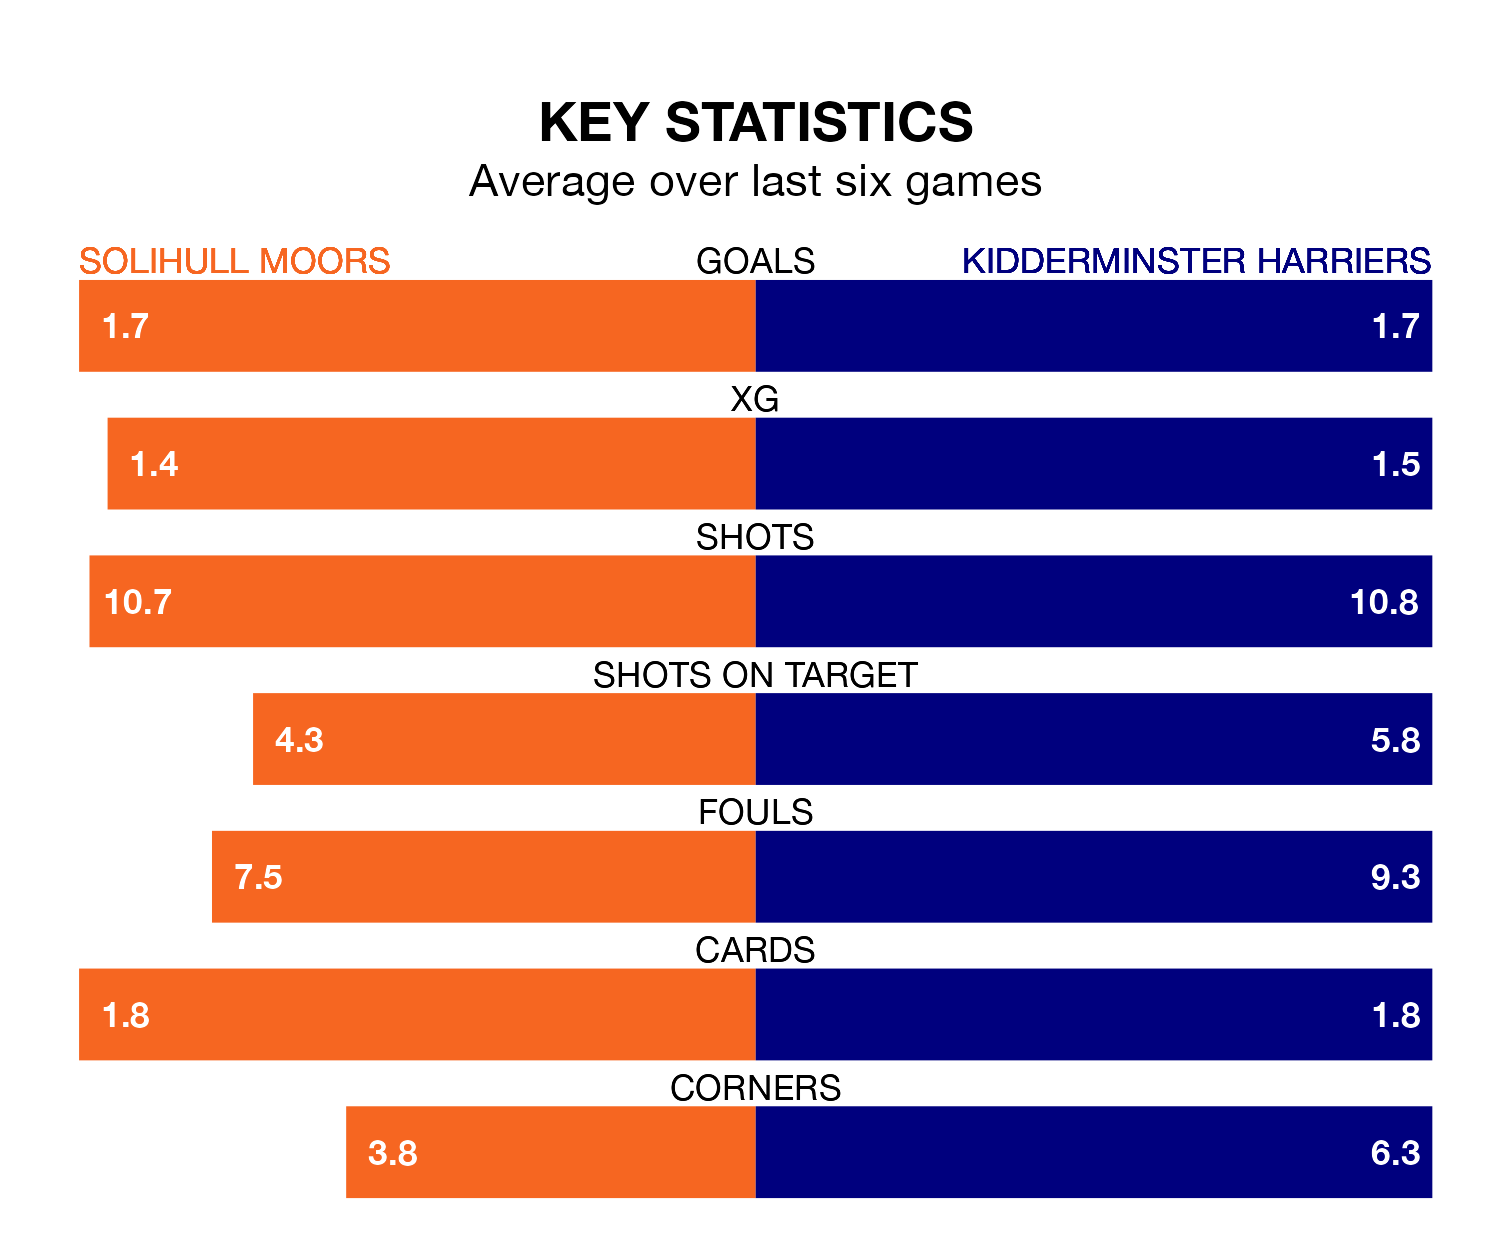 KEY STATISTICS
Average over last six games
SOLIHULL MOORS GOALS KIDDERMINSTER HARRIERS
1.7 1.7
XG
1.4 1.5
SHOTS
10.7 10.8
SHOTS ON TARGET
4.3 5.8
FOULS
7.5 9.3
CARDS
1.8 1.8
CORNERS
3.8 6.3